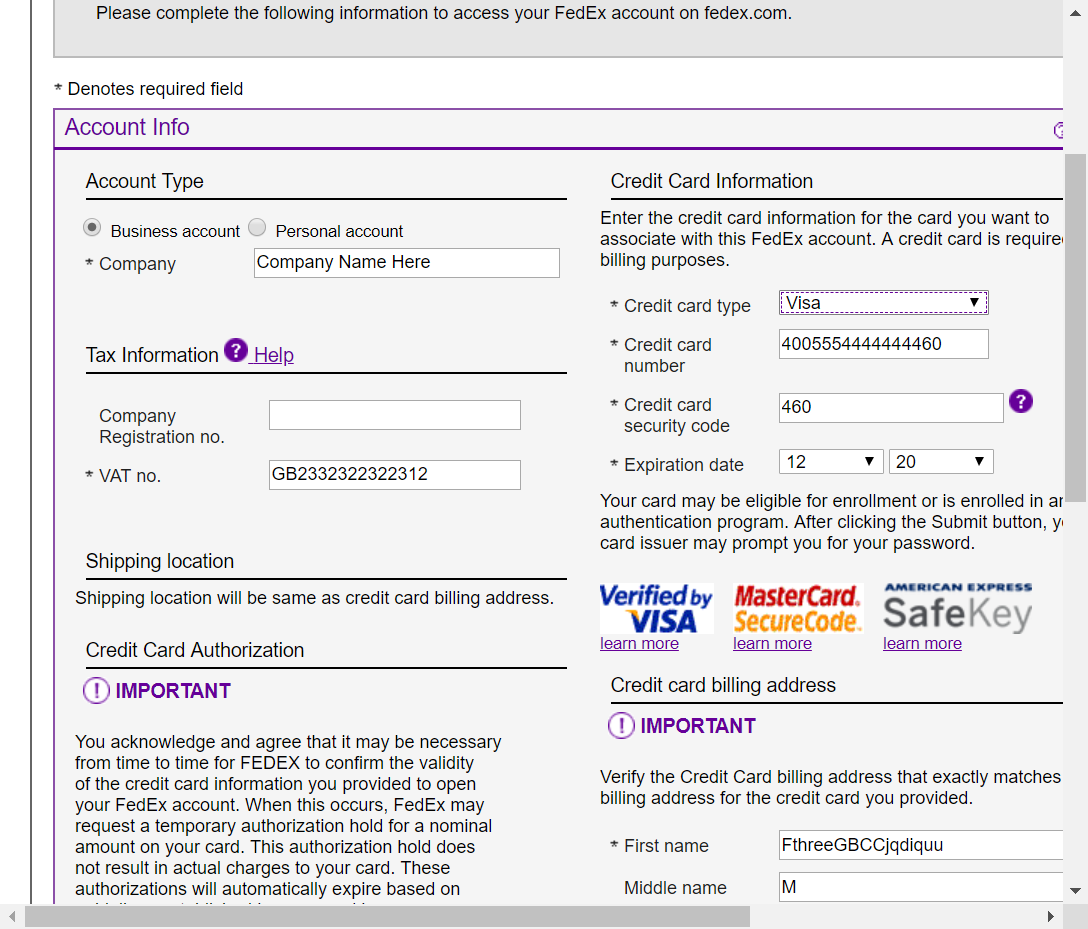 Please complete the following information to access your FedEx account on fedex.com.
* Denotes required field
Account Info
Account Type
Business account Personal account
* Company Company Name Here
Tax Information ? Help
Company
Registration no.
* VAT no. GB2332322322312
Shipping location
Shipping location will be same as credit card billing address.
Credit Card Authorization
! IMPORTANT
You acknowledge and agree that it may be necessary
from time to time for FEDEX to confirm the validity
of the credit card information you provided to open
your FedEx account. When this occurs, FedEx may
request a temporary authorization hold for a nominal
amount on your card. This authorization hold does
not result in actual charges to your card. These
authorizations will automatically expire based on
Credit Card Information
Enter the credit card information for the card you want to
associate with this FedEx account. A credit card is require
billing purposes.
* Credit card type Visa
* Credit card
number 4005554444444460
* Credit card
security code 460 ?
* Expiration date 12 20
Your card may be eligible for enrollment or is enrolled in an
authentication program. After clicking the Submit button, y
card issuer may prompt you for your password.
Verified by
VISA
learn more
MasterCard.
SecureCode.
learn more
AMERICAN EXPRESS
SafeKey
learn more
Credit card billing address
! IMPORTANT
Verify the Credit Card billing address that exactly matches
billing address for the credit card you provided.
* First name FthreeGBCCjqdiquu
Middle name M